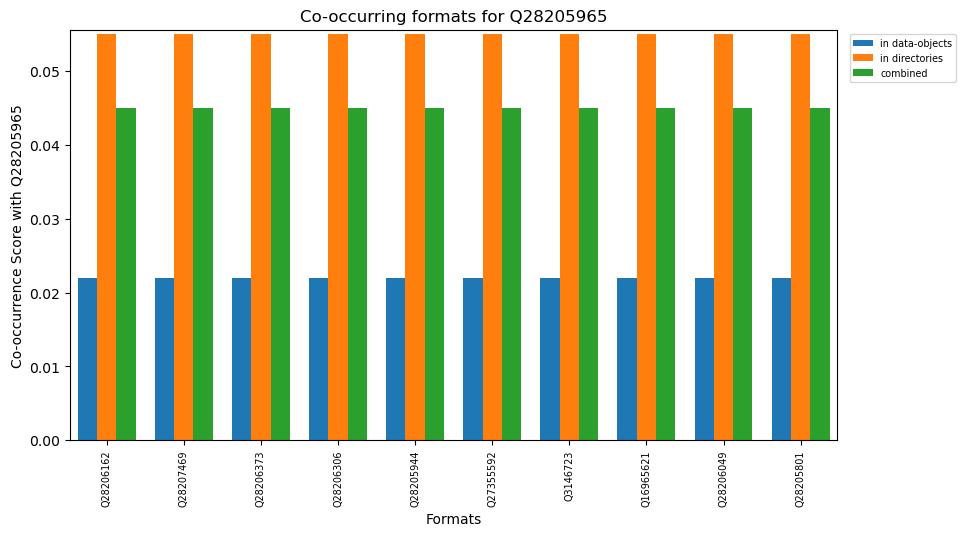 Co-occurring formats for Q28205965
in data-objects
in directories
combined
Co-occurrence Score with Q28205965
0.05
0.04
0.03
0.02
0.01
0.00
Q28206162
Q28207469
Q28206373
Q28206306
Q28205944
Q27355592
Q3146723
Q16965621
Q28206049
Q28205801
Formats